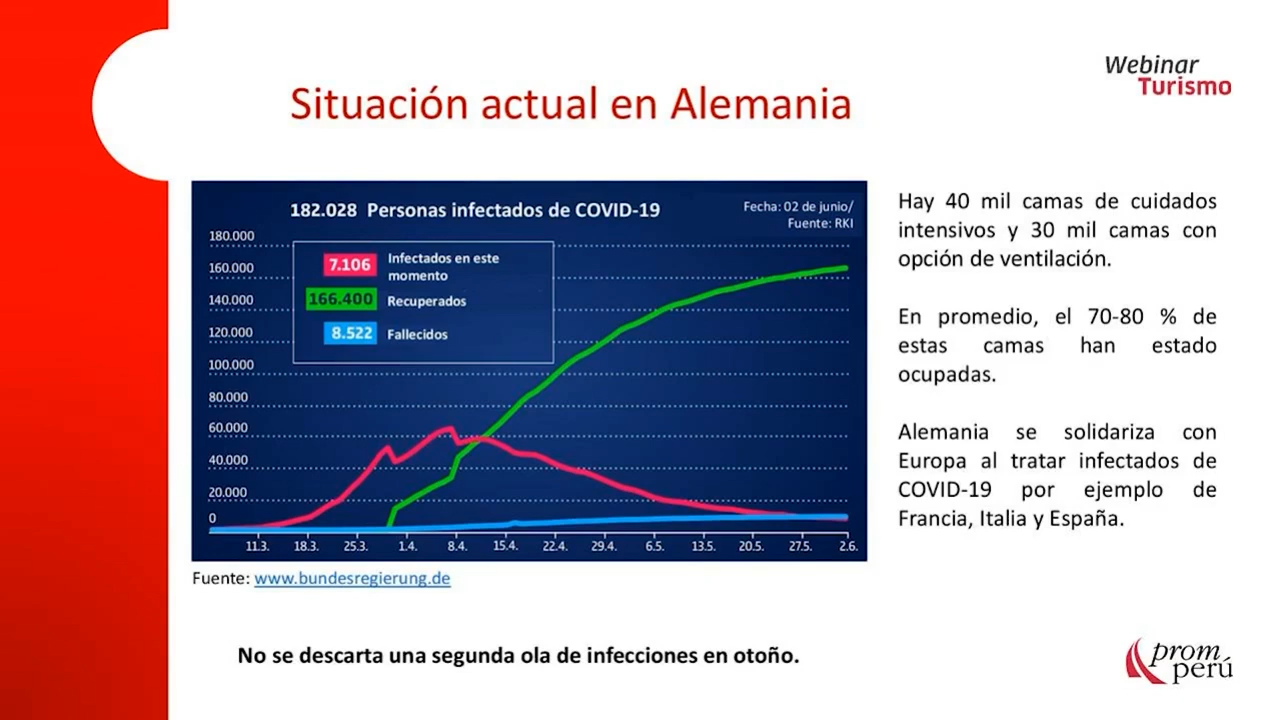 Webinar
Turismo
Situación actual en Alemania
182.028 Personas infectados de COVID-19
Fecha: 02 de junio/
Fuente: RKI
180.000
160.000
140.000
120.000
100.000
80.000
60.000
40.000
20.000
0
7.106 Infectados en este
momento
166.400 Recuperados
8.522 Fallecidos
11.3. 18.3. 25.3. 1.4. 8.4. 15.4. 22.4. 29.4. 6.5. 13.5. 20.5. 27.5. 2.6.
Fuente: www.bundesregierung.de
Hay 40 mil camas de cuidados
intensivos y 30 mil camas con
opción de ventilación.
En promedio, el 70-80 % de
estas camas han estado
ocupadas.
Alemania se solidariza con
Europa al tratar infectados de
COVID-19 por ejemplo de
Francia, Italia y España.
No se descarta una segunda ola de infecciones en otoño.
prom
perú